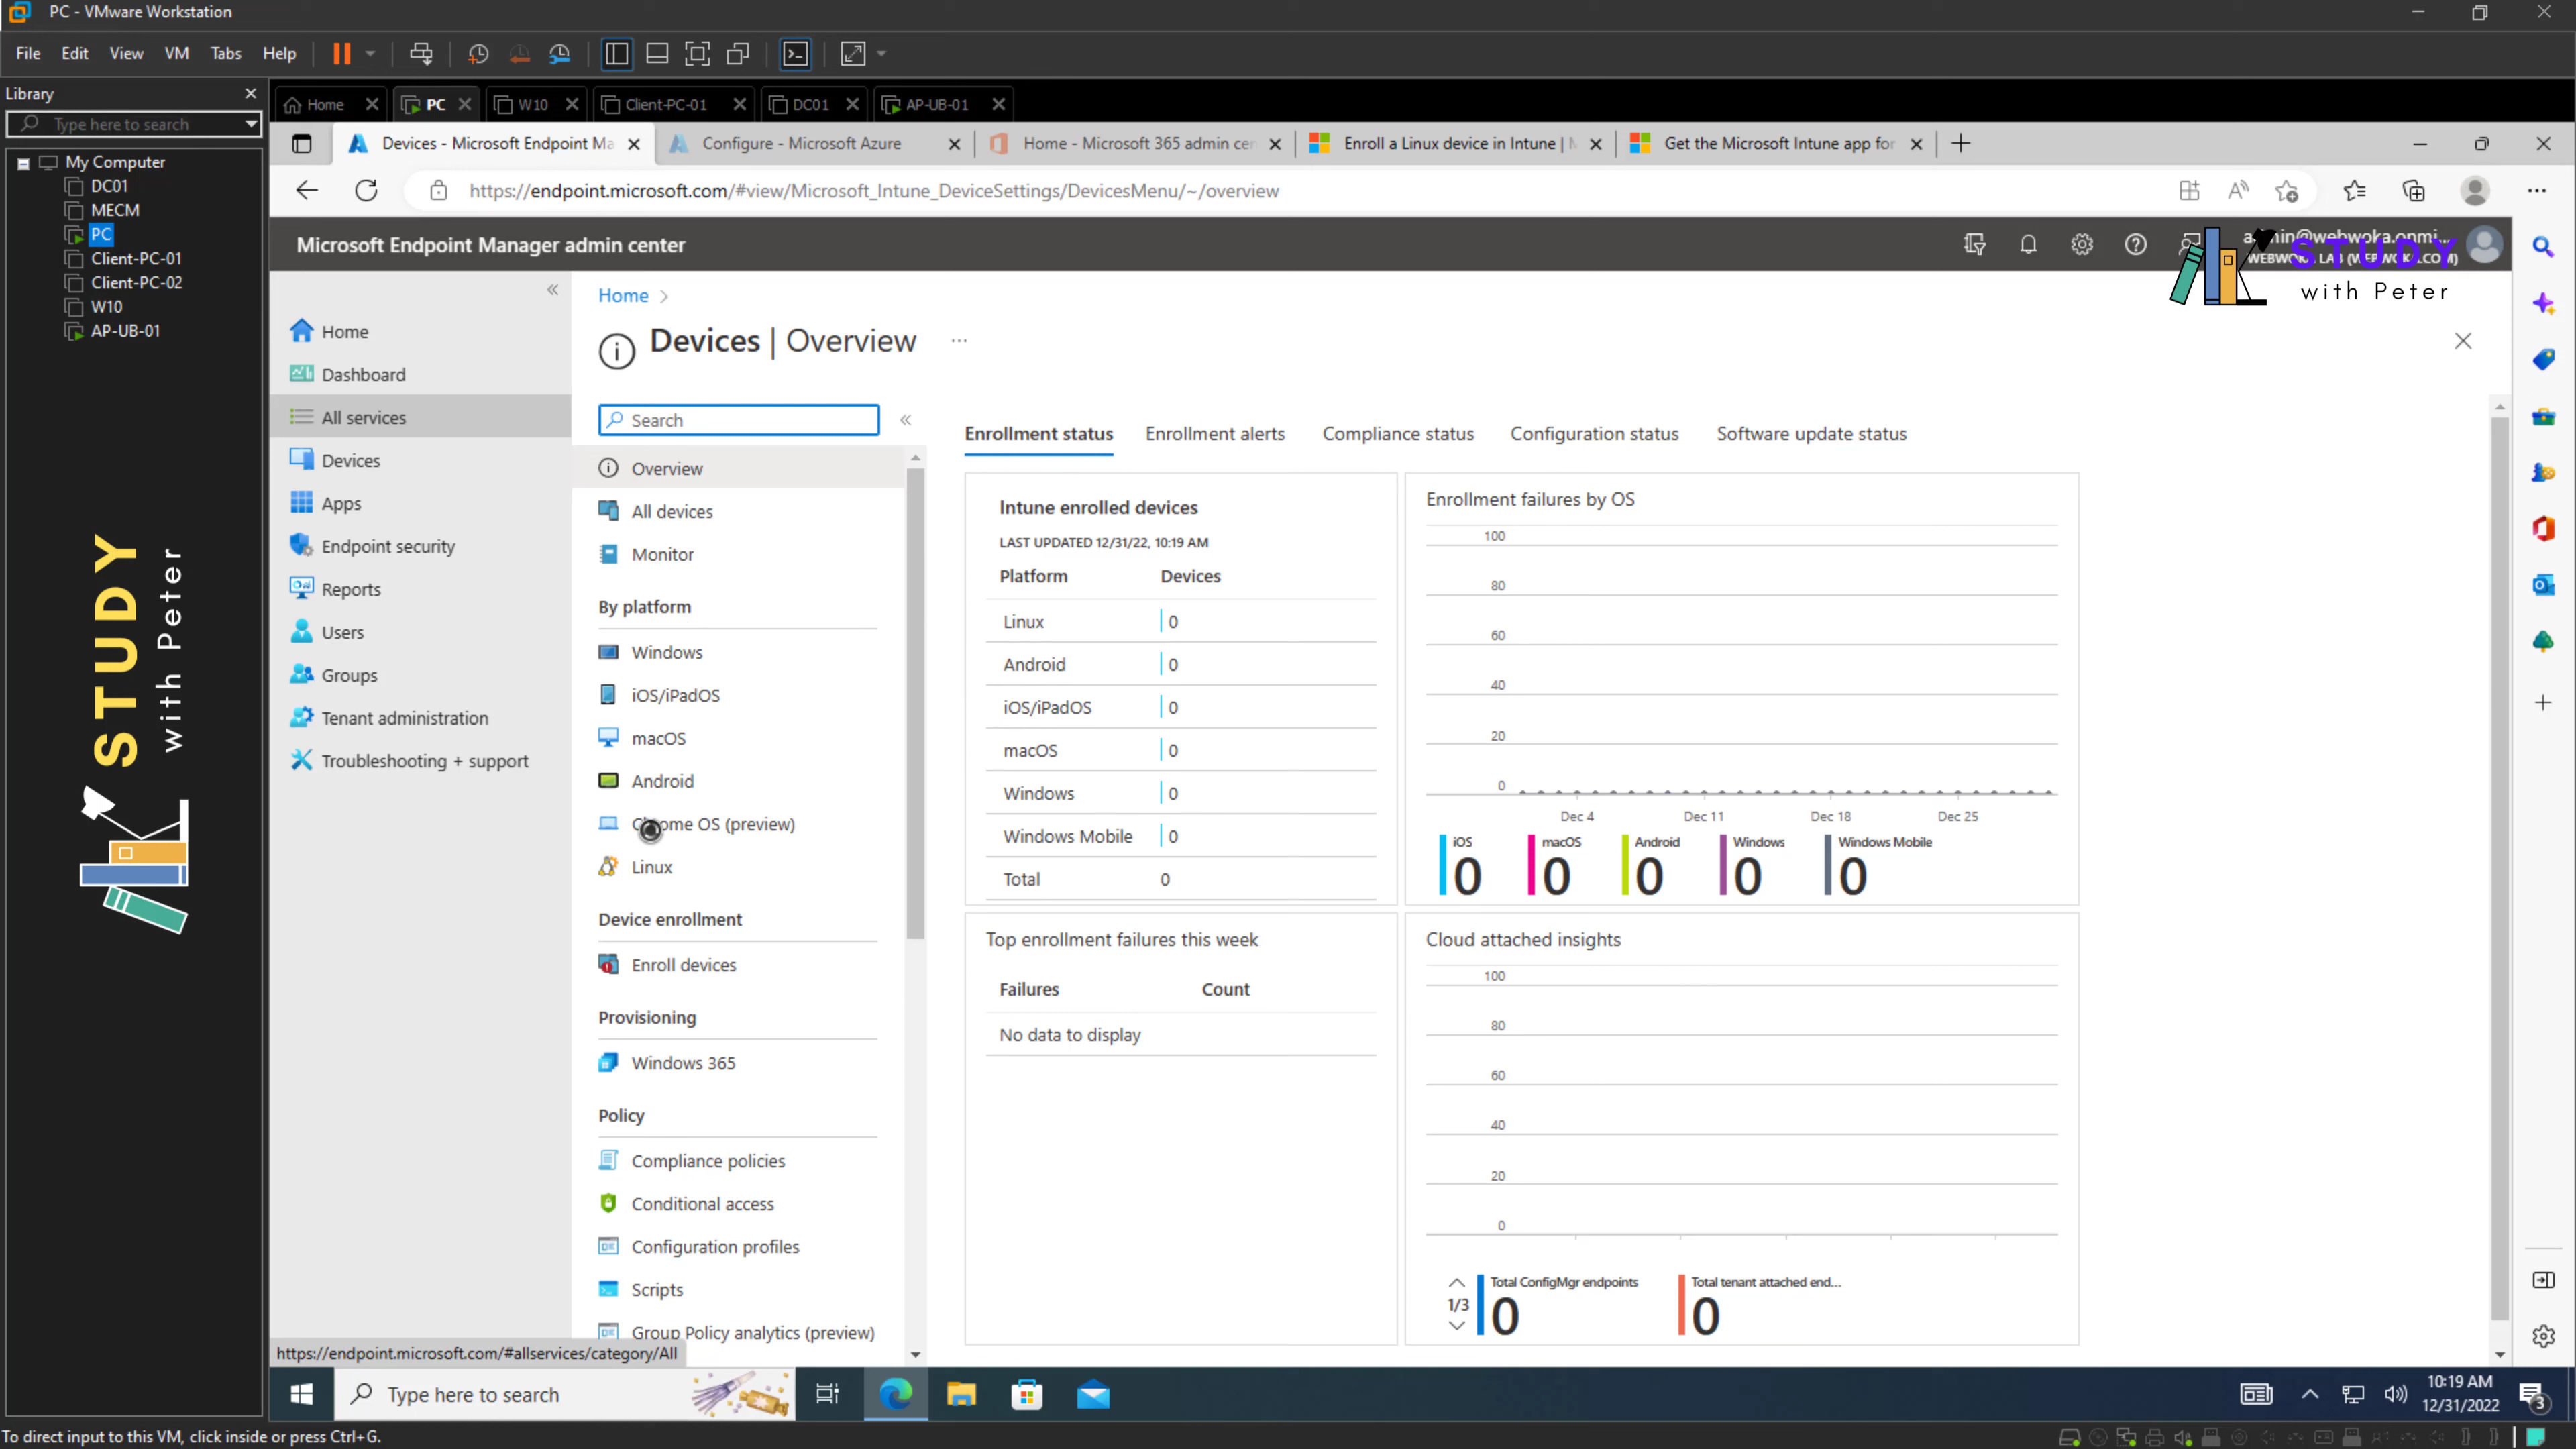 PC - VMware Workstation
File Edit View VM Tabs Help
Library
Type here to search
My Computer
DC01
MECM
PC
Client-PC-01
Client-PC-02
W10
AP-UB-01
STUDY
with Peter
Home PC W10 Client-PC-01 DC01 AP-UB-01
Devices - Microsoft Endpoint Ma Configure - Microsoft Azure Home - Microsoft 365 admin cen Enroll a Linux device in Intune | M Get the Microsoft Intune app for
https://endpoint.microsoft.com/#view/Microsoft_Intune_DeviceSettings/DevicesMenu/~/overview
Microsoft Endpoint Manager admin center
admin@webwoka.onmi...
WEBWOKA LAB (WEBWOKA.COM)
STUDY
with Peter
Home
Dashboard
All services
Devices
Apps
Endpoint security
Reports
Users
Groups
Tenant administration
Troubleshooting + support
Home
Devices | Overview ...
Search
Overview
All devices
Monitor
By platform
Windows
iOS/iPadOS
macOS
Android
Chrome OS (preview)
Linux
Device enrollment
Enroll devices
Provisioning
Windows 365
Policy
Compliance policies
Conditional access
Configuration profiles
Scripts
Group Policy analytics (preview)
Enrollment status Enrollment alerts Compliance status Configuration status Software update status
Intune enrolled devices
LAST UPDATED 12/31/22, 10:19 AM
Platform Devices
Linux 0
Android 0
iOS/iPadOS 0
macOS 0
Windows 0
Windows Mobile 0
Total 0
Enrollment failures by OS
100
80
60
40
20
0
Dec 4 Dec 11 Dec 18 Dec 25
iOS macOS Android Windows Windows Mobile
0 0 0 0 0
Top enrollment failures this week
Failures Count
No data to display
Cloud attached insights
100
80
60
40
20
0
1/3
Total ConfigMgr endpoints Total tenant attached end...
0 0
https://endpoint.microsoft.com/#allservices/category/All
Type here to search
10:19 AM
12/31/2022
3
To direct input to this VM, click inside or press Ctrl+G.